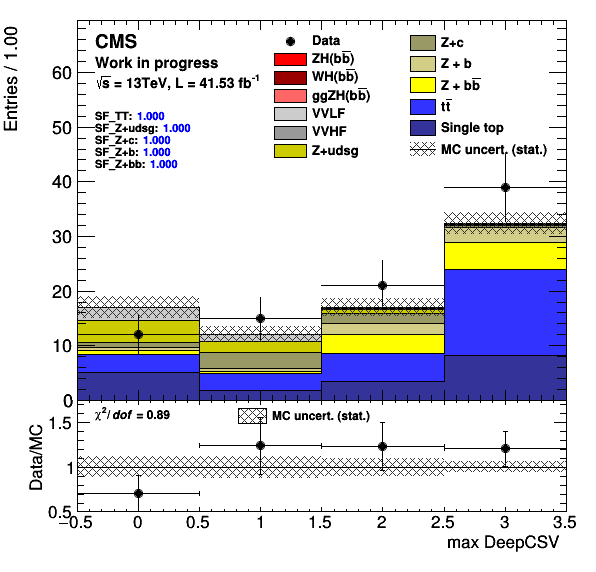 CMS
Work in progress
√s = 13TeV, L = 41.53 fb⁻¹
SF_TT: 1.000
SF_Z+udsg: 1.000
SF_Z+c: 1.000
SF_Z+b: 1.000
SF_Z+bb: 1.000
Data
ZH(bb̅)
WH(bb̅)
ggZH(bb̅)
VVLF
VVHF
Z+udsg
Z+c
Z + b
Z + bb̅
tt̅
Single top
MC uncert. (stat.)
Entries / 1.00
60
50
40
30
20
10
0
χ²/dof = 0.89
MC uncert. (stat.)
Data/MC
1.5
1
0.5
−0.5 0 0.5 1 1.5 2 2.5 3 3.5
max DeepCSV